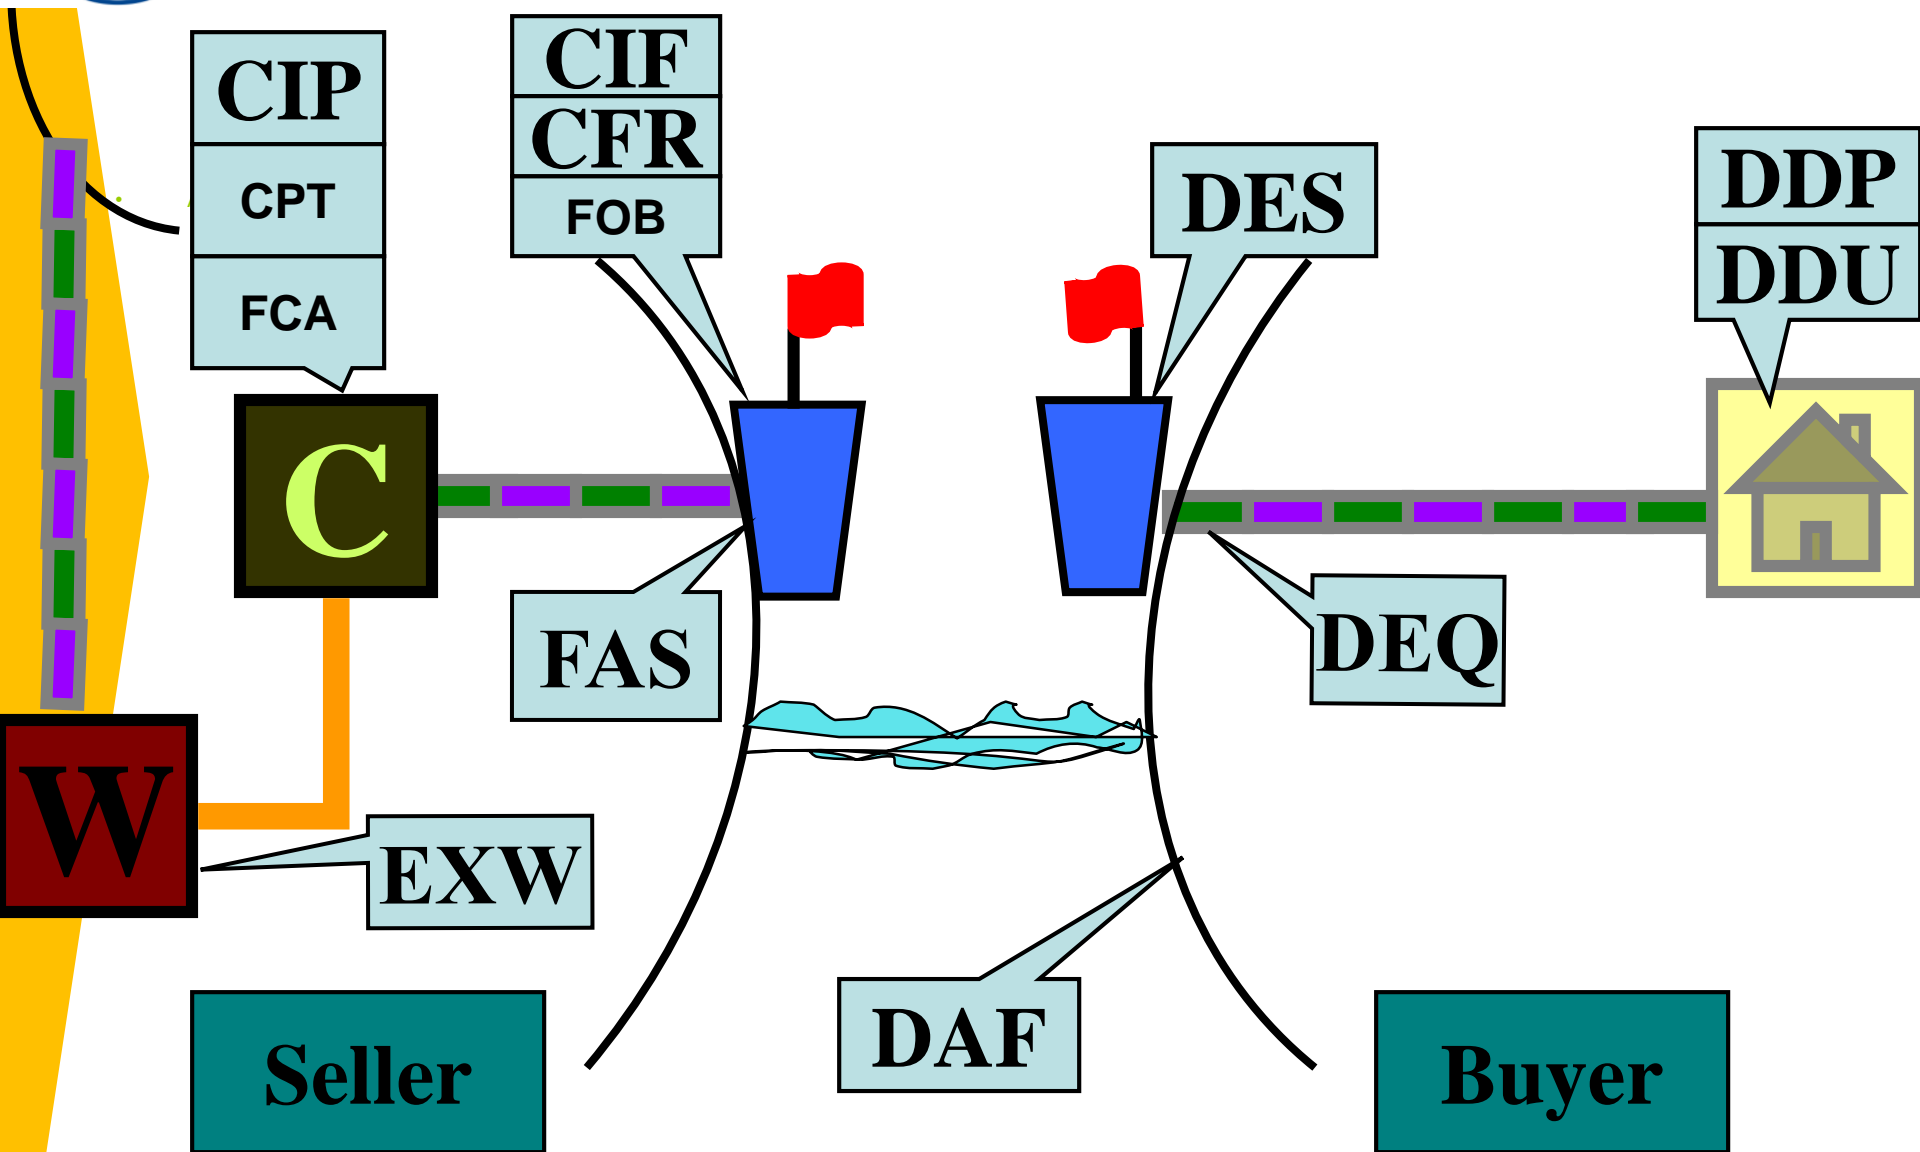 CIP
CPT
FCA
CIF
CFR
FOB
DES
DDP
DDU
C
FAS
DEQ
W
EXW
DAF
Seller
Buyer